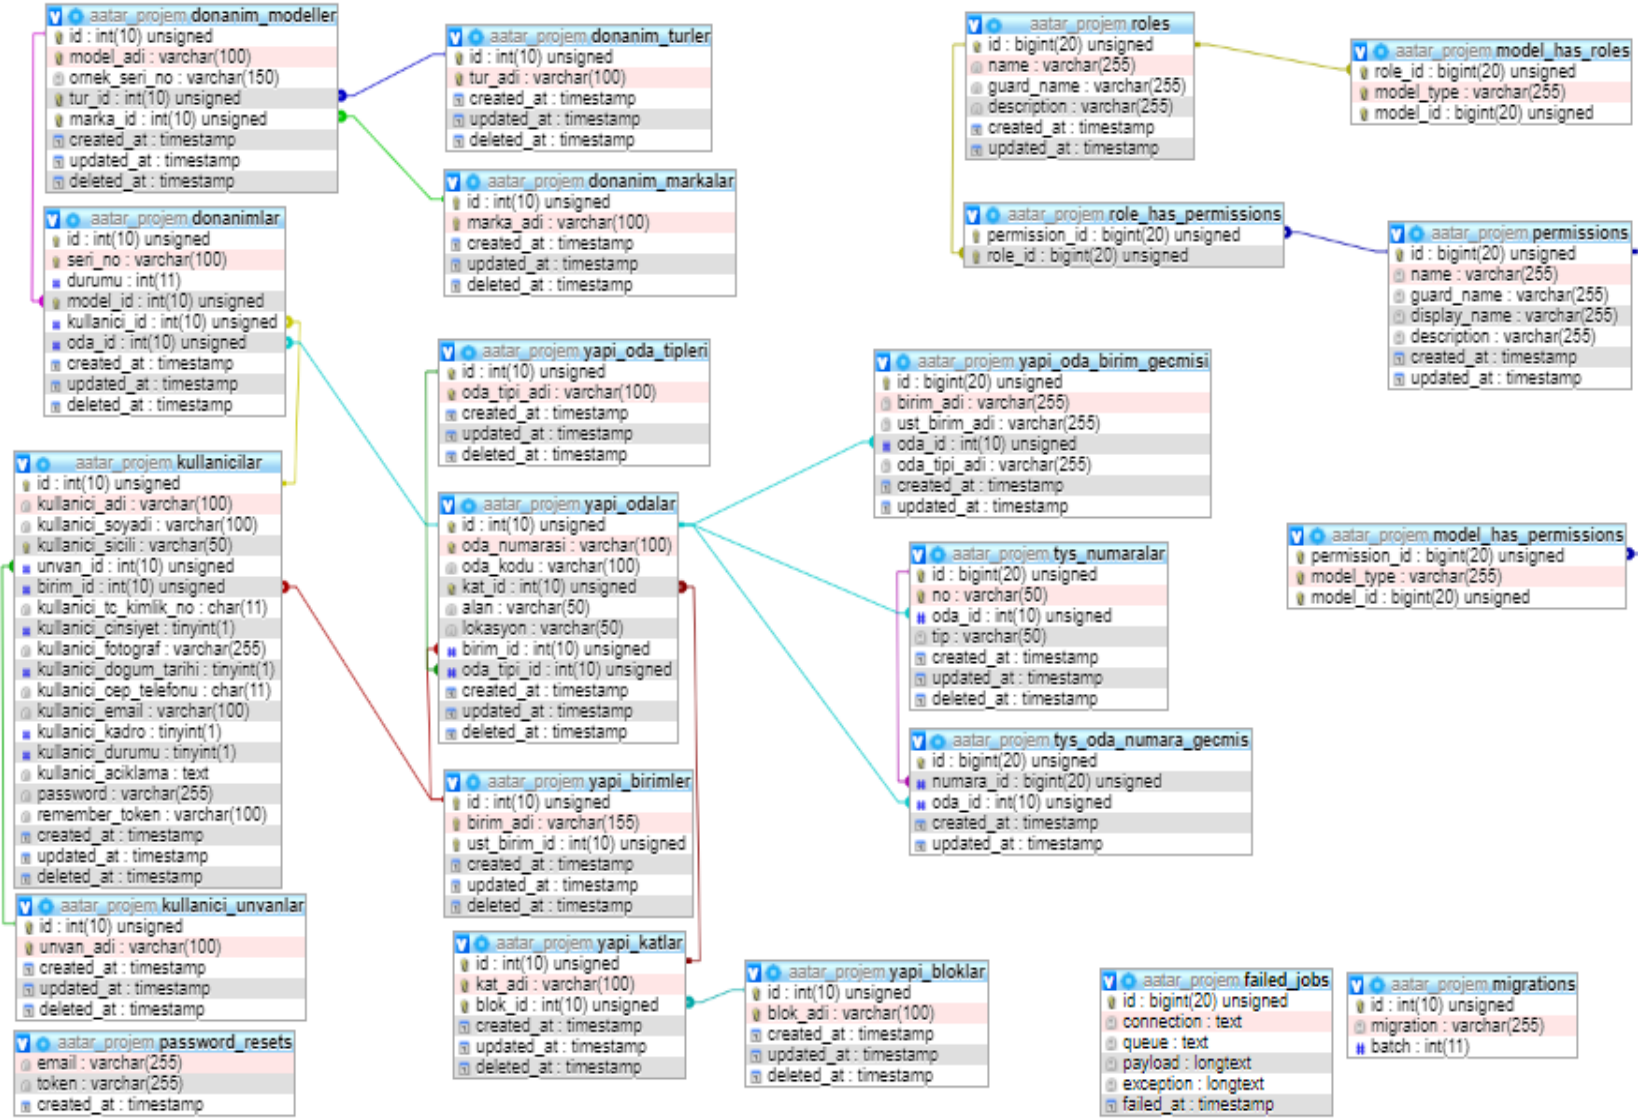 aatar_projem donanim_modeller
id : int(10) unsigned
model_adi : varchar(100)
ornek_seri_no : varchar(150)
tur_id : int(10) unsigned
marka_id : int(10) unsigned
created_at : timestamp
updated_at : timestamp
deleted_at : timestamp
aatar_projem donanimlar
id : int(10) unsigned
seri_no : varchar(100)
durumu : int(11)
model_id : int(10) unsigned
kullanici_id : int(10) unsigned
oda_id : int(10) unsigned
created_at : timestamp
updated_at : timestamp
deleted_at : timestamp
aatar_projem kullanicilar
id : int(10) unsigned
kullanici_adi : varchar(100)
kullanici_soyadi : varchar(100)
kullanici_sicili : varchar(50)
unvan_id : int(10) unsigned
birim_id : int(10) unsigned
kullanici_tc_kimlik_no : char(11)
kullanici_cinsiyet : tinyint(1)
kullanici_fotograf : varchar(255)
kullanici_dogum_tarihi : tinyint(1)
kullanici_cep_telefonu : char(11)
kullanici_email : varchar(100)
kullanici_kadro : tinyint(1)
kullanici_durumu : tinyint(1)
kullanici_aciklama : text
password : varchar(255)
remember_token : varchar(100)
created_at : timestamp
updated_at : timestamp
deleted_at : timestamp
aatar_projem kullanici_unvanlar
id : int(10) unsigned
unvan_adi : varchar(100)
created_at : timestamp
updated_at : timestamp
deleted_at : timestamp
aatar_projem password_resets
email : varchar(255)
token : varchar(255)
created_at : timestamp
aatar_projem donanim_turler
id : int(10) unsigned
tur_adi : varchar(100)
created_at : timestamp
updated_at : timestamp
deleted_at : timestamp
aatar_projem donanim_markalar
id : int(10) unsigned
marka_adi : varchar(100)
created_at : timestamp
updated_at : timestamp
deleted_at : timestamp
aatar_projem yapi_oda_tipleri
id : int(10) unsigned
oda_tipi_adi : varchar(100)
created_at : timestamp
updated_at : timestamp
deleted_at : timestamp
aatar_projem yapi_odalar
id : int(10) unsigned
oda_numarasi : varchar(100)
oda_kodu : varchar(100)
kat_id : int(10) unsigned
alan : varchar(50)
lokasyon : varchar(50)
birim_id : int(10) unsigned
oda_tipi_id : int(10) unsigned
created_at : timestamp
updated_at : timestamp
deleted_at : timestamp
aatar_projem yapi_birimler
id : int(10) unsigned
birim_adi : varchar(155)
ust_birim_id : int(10) unsigned
created_at : timestamp
updated_at : timestamp
deleted_at : timestamp
aatar_projem yapi_katlar
id : int(10) unsigned
kat_adi : varchar(100)
blok_id : int(10) unsigned
created_at : timestamp
updated_at : timestamp
deleted_at : timestamp
aatar_projem yapi_bloklar
id : int(10) unsigned
blok_adi : varchar(100)
created_at : timestamp
updated_at : timestamp
deleted_at : timestamp
aatar_projem roles
id : bigint(20) unsigned
name : varchar(255)
guard_name : varchar(255)
description : varchar(255)
created_at : timestamp
updated_at : timestamp
aatar_projem model_has_roles
role_id : bigint(20) unsigned
model_type : varchar(255)
model_id : bigint(20) unsigned
aatar_projem role_has_permissions
permission_id : bigint(20) unsigned
role_id : bigint(20) unsigned
aatar_projem permissions
id : bigint(20) unsigned
name : varchar(255)
guard_name : varchar(255)
display_name : varchar(255)
description : varchar(255)
created_at : timestamp
updated_at : timestamp
aatar_projem yapi_oda_birim_gecmisi
id : bigint(20) unsigned
birim_adi : varchar(255)
ust_birim_adi : varchar(255)
oda_id : int(10) unsigned
oda_tipi_adi : varchar(255)
created_at : timestamp
updated_at : timestamp
aatar_projem tys_numaralar
id : bigint(20) unsigned
no : varchar(50)
oda_id : int(10) unsigned
tip : varchar(50)
created_at : timestamp
updated_at : timestamp
deleted_at : timestamp
aatar_projem tys_oda_numara_gecmis
id : bigint(20) unsigned
numara_id : bigint(20) unsigned
oda_id : int(10) unsigned
created_at : timestamp
updated_at : timestamp
aatar_projem model_has_permissions
permission_id : bigint(20) unsigned
model_type : varchar(255)
model_id : bigint(20) unsigned
aatar_projem failed_jobs
id : bigint(20) unsigned
connection : text
queue : text
payload : longtext
exception : longtext
failed_at : timestamp
aatar_projem migrations
id : int(10) unsigned
migration : varchar(255)
batch : int(11)